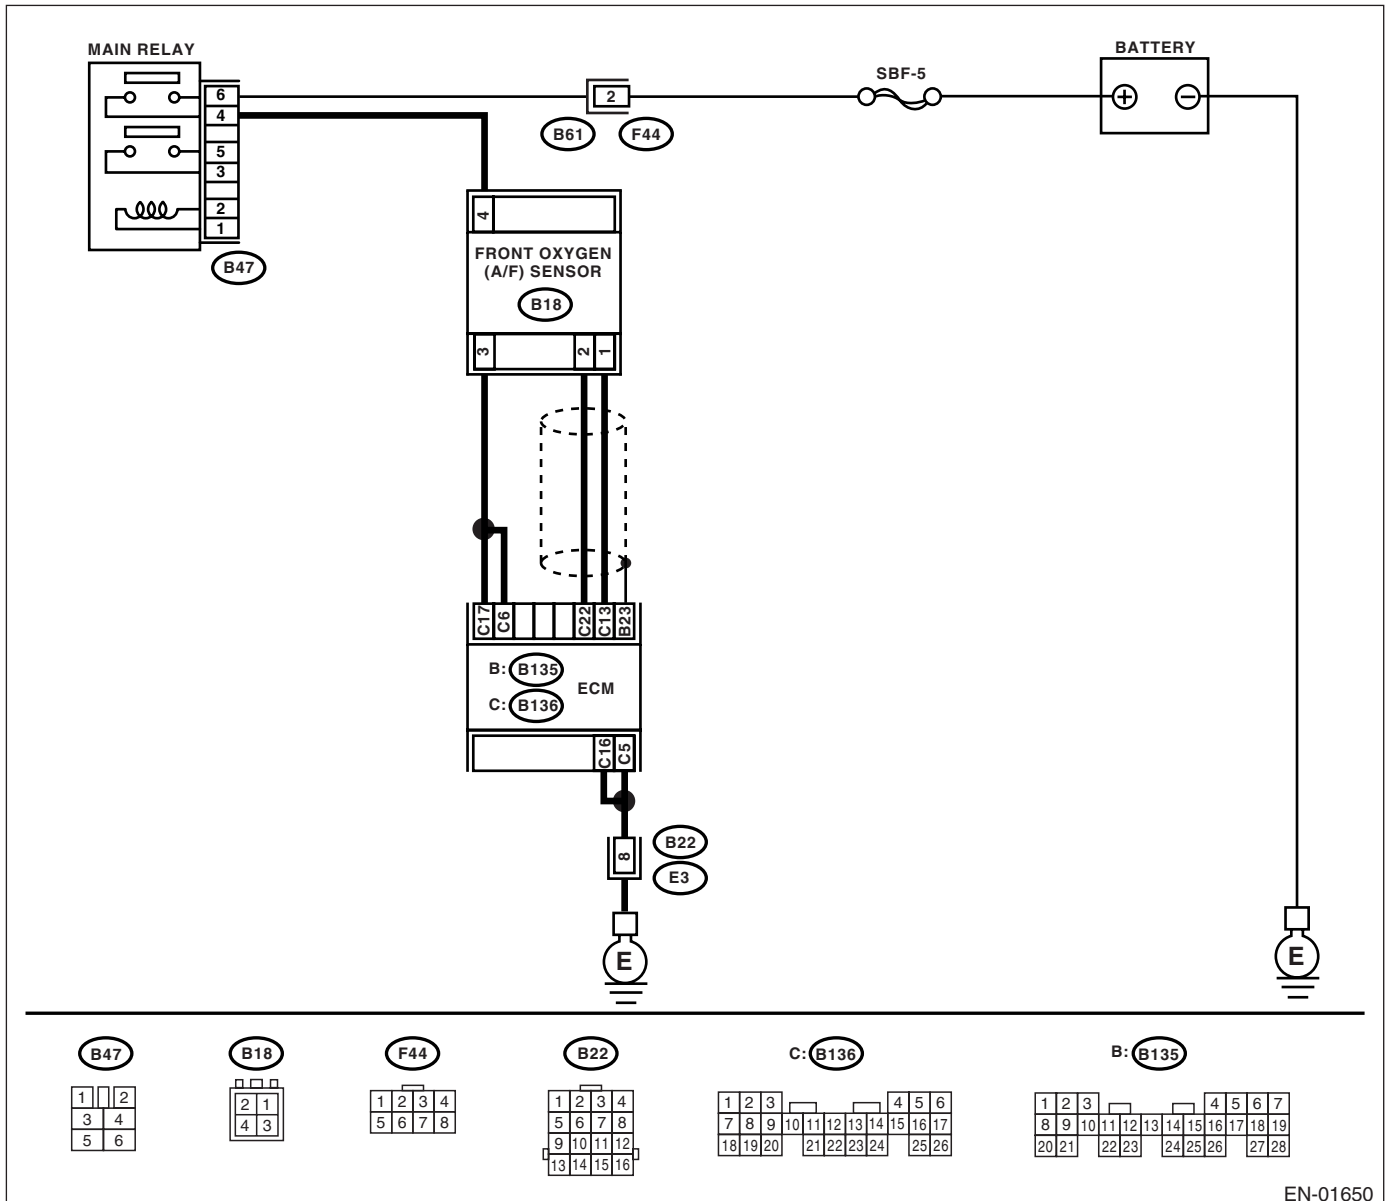 MAIN RELAY
BATTERY
SBF-5
6
4
5
3
2
1
2
+
−
B61
F44
B47
4
FRONT OXYGEN
(A/F) SENSOR
B18
3
2
1
C17
C6
C22
C13
B23
B: B135
ECM
C: B136
C16
C5
8
B22
E3
E
E
B47
B18
F44
B22
C: B136
B: B135
1 2
3 4
5 6
2 1
4 3
1 2 3 4
5 6 7 8
1 2 3 4
5 6 7 8
9 10 11 12
13 14 15 16
1 2 3 4 5 6
7 8 9 10 11 12 13 14 15 16 17
18 19 20 21 22 23 24 25 26
1 2 3 4 5 6 7
8 9 10 11 12 13 14 15 16 17 18 19
20 21 22 23 24 25 26 27 28
EN-01650